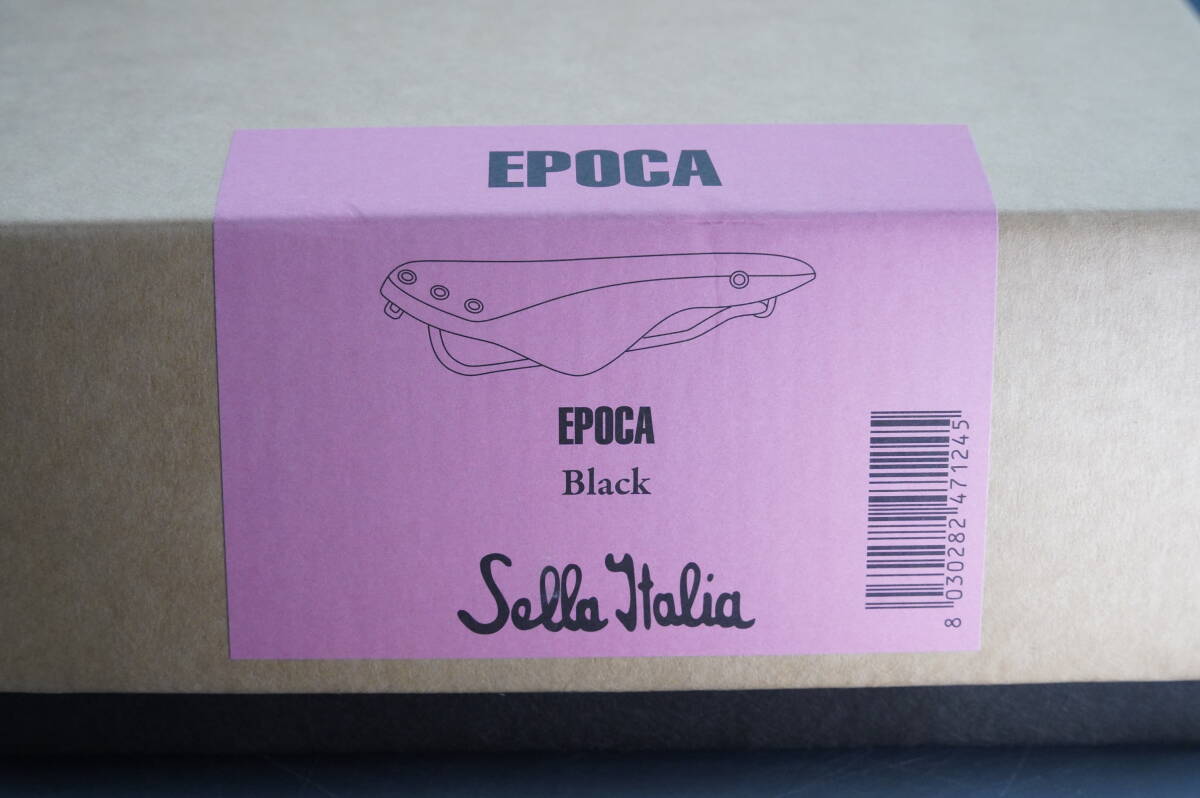 EPOCA
EPOCA
Black
Sella Italia
8 030282 471245